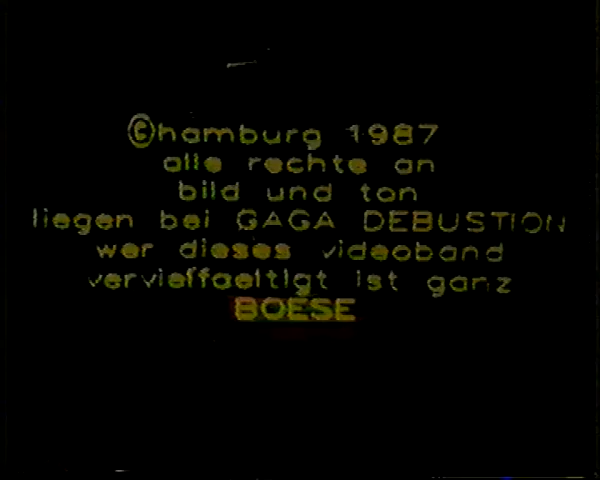 ©hamburg 1987
alle rechte an
bild und ton
liegen bei GAGA DEBUSTION
wer dieses videoband
vervielfaeltigt ist ganz
BOESE